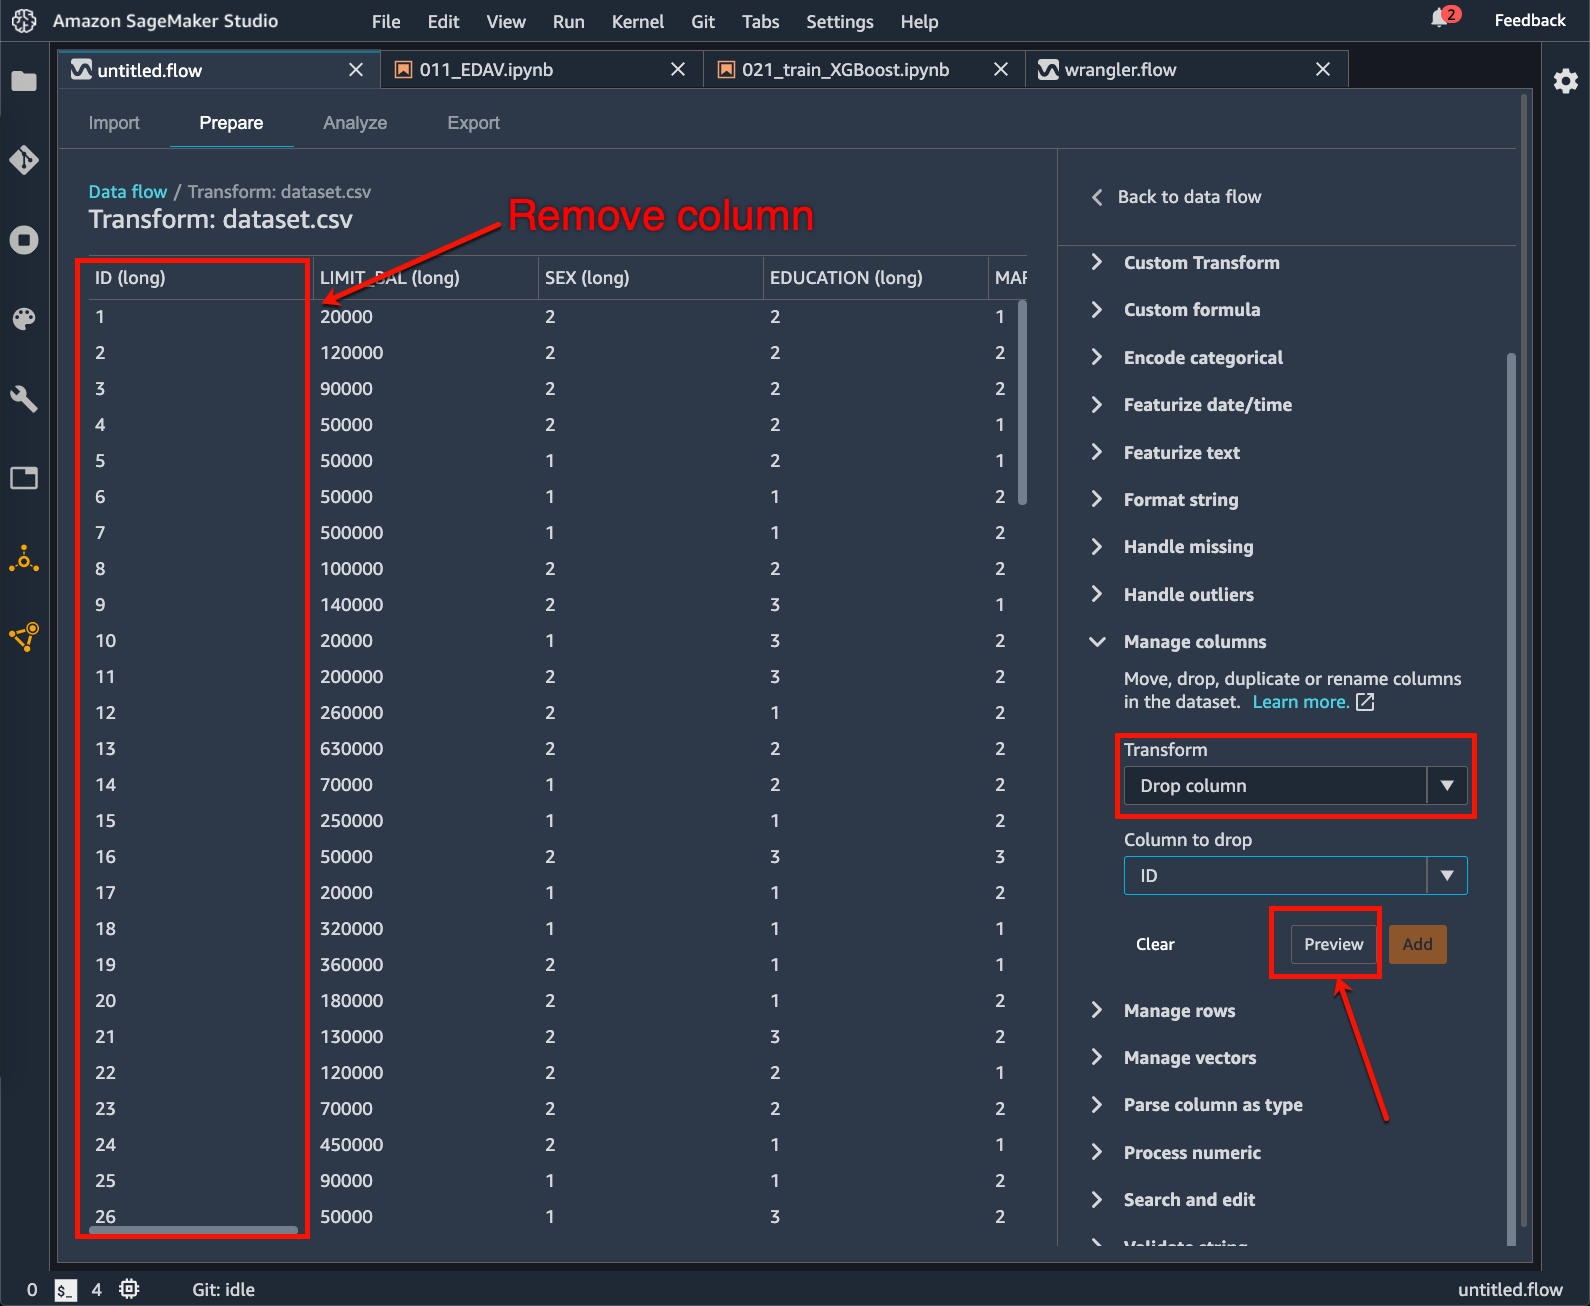 Amazon SageMaker Studio File Edit View Run Kernel Git Tabs Settings Help 2 Feedback
untitled.flow 011_EDAV.ipynb 021_train_XGBoost.ipynb wrangler.flow
Import Prepare Analyze Export
Data flow / Transform: dataset.csv
Transform: dataset.csv
Remove column
ID (long) LIMIT_BAL (long) SEX (long) EDUCATION (long) MAR
1 20000 2 2 1
2 120000 2 2 2
3 90000 2 2 2
4 50000 2 2 1
5 50000 1 2 1
6 50000 1 1 2
7 500000 1 1 2
8 100000 2 2 2
9 140000 2 3 1
10 20000 1 3 2
11 200000 2 3 2
12 260000 2 1 2
13 630000 2 2 2
14 70000 1 2 2
15 250000 1 1 2
16 50000 2 3 3
17 20000 1 1 2
18 320000 1 1 1
19 360000 2 1 1
20 180000 2 1 2
21 130000 2 3 2
22 120000 2 2 1
23 70000 2 2 2
24 450000 2 1 1
25 90000 1 1 2
26 50000 1 3 2
Back to data flow
Custom Transform
Custom formula
Encode categorical
Featurize date/time
Featurize text
Format string
Handle missing
Handle outliers
Manage columns
Move, drop, duplicate or rename columns
in the dataset. Learn more.
Transform
Drop column
Column to drop
ID
Clear Preview Add
Manage rows
Manage vectors
Parse column as type
Process numeric
Search and edit
Validate string
0 $_ 4 Git: idle untitled.flow